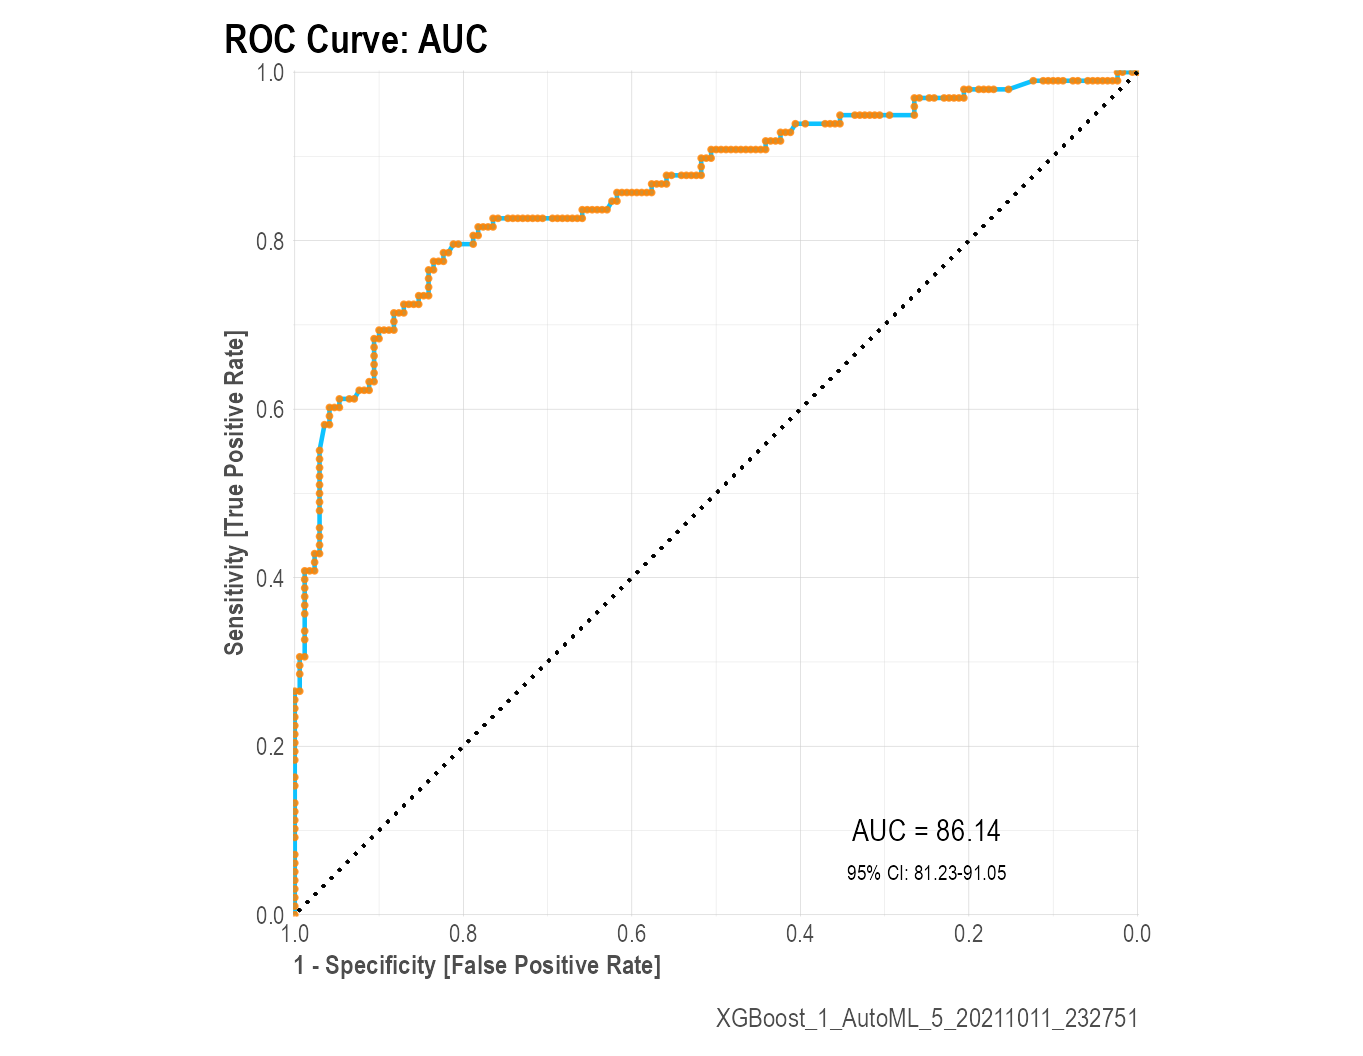 ROC Curve: AUC
1.0
0.8
0.6
0.4
0.2
0.0
Sensitivity [True Positive Rate]
AUC = 86.14
95% CI: 81.23-91.05
1.0 0.8 0.6 0.4 0.2 0.0
1 - Specificity [False Positive Rate]
XGBoost_1_AutoML_5_20211011_232751